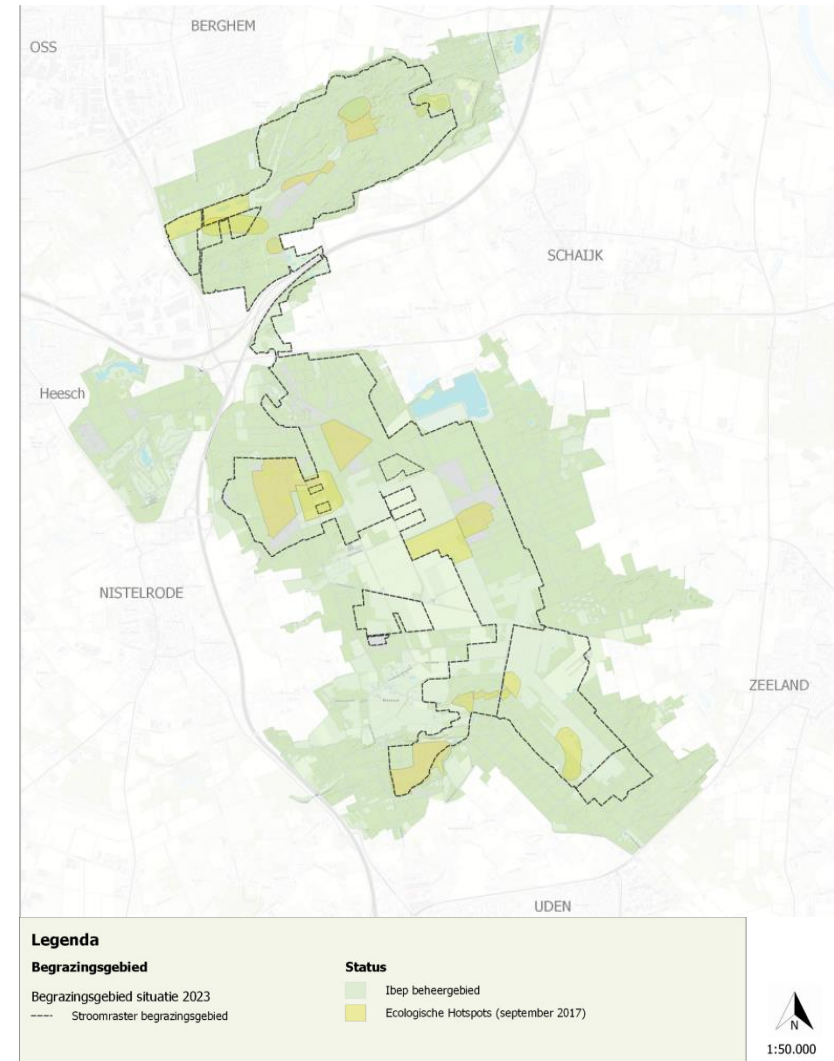 BERGHEM
OSS
SCHAIJK
Heesch
NISTELRODE
ZEELAND
UDEN
Legenda
Begrazingsgebied
Begrazingsgebied situatie 2023
Stroomraster begrazingsgebied
Status
Ibep beheergebied
Ecologische Hotspots (september 2017)
N
1:50.000